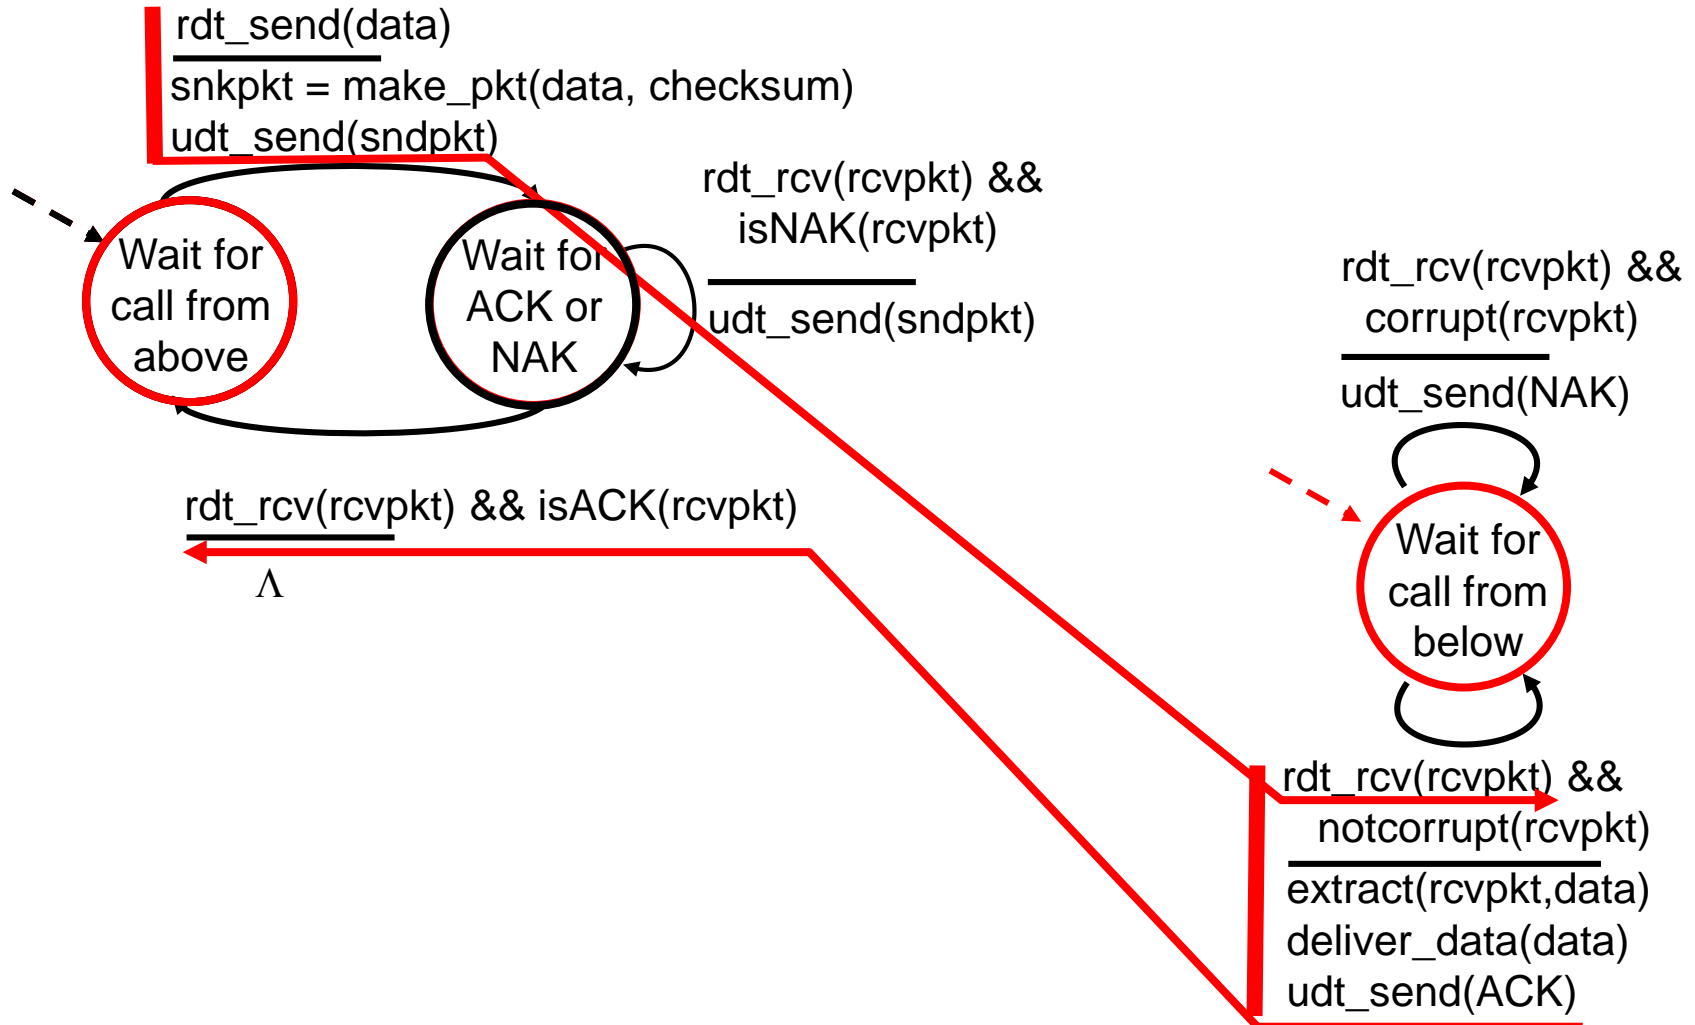 rdt_send(data)
snkpkt = make_pkt(data, checksum)
udt_send(sndpkt)
rdt_rcv(rcvpkt) &&
isNAK(rcvpkt)
udt_send(sndpkt)
Wait for
call from
above
Wait for
ACK or
NAK
rdt_rcv(rcvpkt) &&
corrupt(rcvpkt)
udt_send(NAK)
rdt_rcv(rcvpkt) && isACK(rcvpkt)
Λ
Wait for
call from
below
rdt_rcv(rcvpkt) &&
notcorrupt(rcvpkt)
extract(rcvpkt,data)
deliver_data(data)
udt_send(ACK)